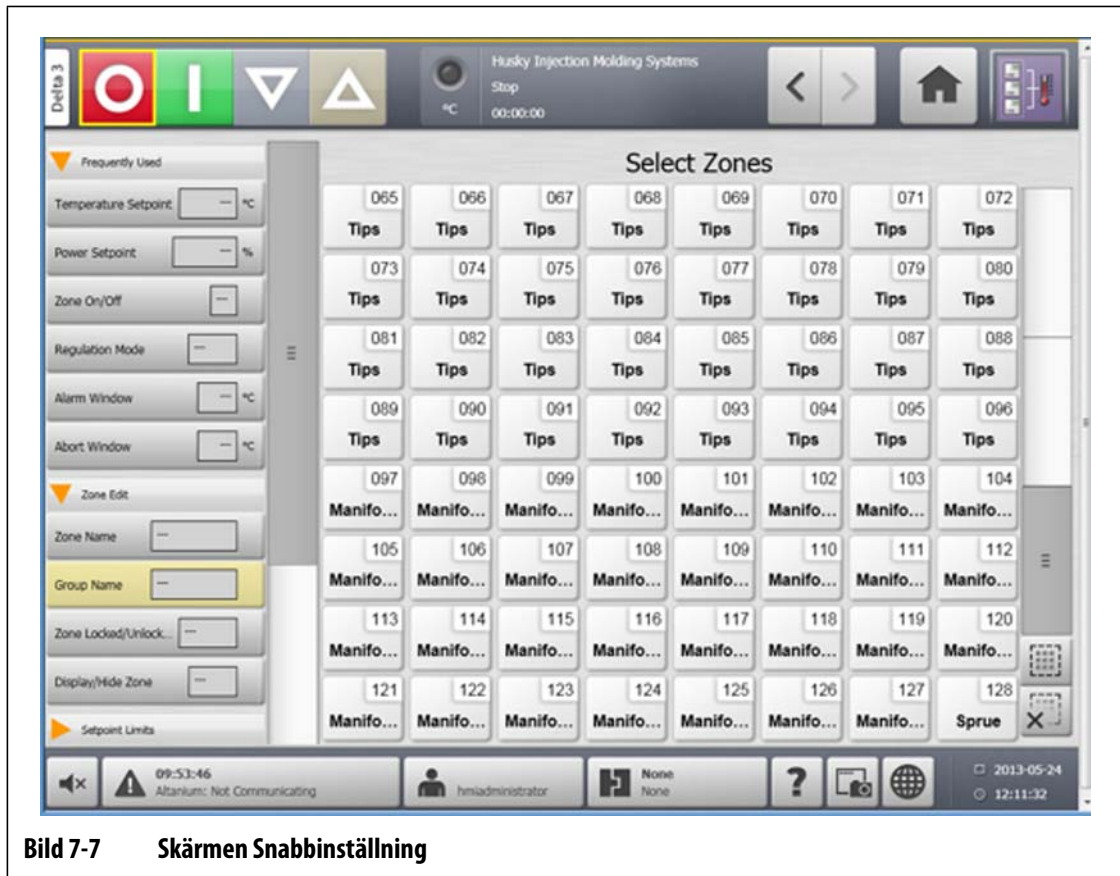 Delta 3
Husky Injection Molding Systems
Stop
°C
00:00:00
Frequently Used
Temperature Setpoint --- °C
Power Setpoint --- %
Zone On/Off ---
Regulation Mode ---
Alarm Window --- °C
Abort Window --- °C
Zone Edit
Zone Name ---
Group Name ---
Zone Locked/Unlock... ---
Display/Hide Zone ---
Setpoint Limits
Select Zones
065 066 067 068 069 070 071 072
Tips Tips Tips Tips Tips Tips Tips Tips
073 074 075 076 077 078 079 080
Tips Tips Tips Tips Tips Tips Tips Tips
081 082 083 084 085 086 087 088
Tips Tips Tips Tips Tips Tips Tips Tips
089 090 091 092 093 094 095 096
Tips Tips Tips Tips Tips Tips Tips Tips
097 098 099 100 101 102 103 104
Manifo... Manifo... Manifo... Manifo... Manifo... Manifo... Manifo... Manifo...
105 106 107 108 109 110 111 112
Manifo... Manifo... Manifo... Manifo... Manifo... Manifo... Manifo... Manifo...
113 114 115 116 117 118 119 120
Manifo... Manifo... Manifo... Manifo... Manifo... Manifo... Manifo... Manifo...
121 122 123 124 125 126 127 128
Manifo... Manifo... Manifo... Manifo... Manifo... Manifo... Manifo... Sprue
09:53:46
Altanium: Not Communicating
hmiadministrator
None
None
?
2013-05-24
12:11:32
Bild 7-7 Skärmen Snabbinställning